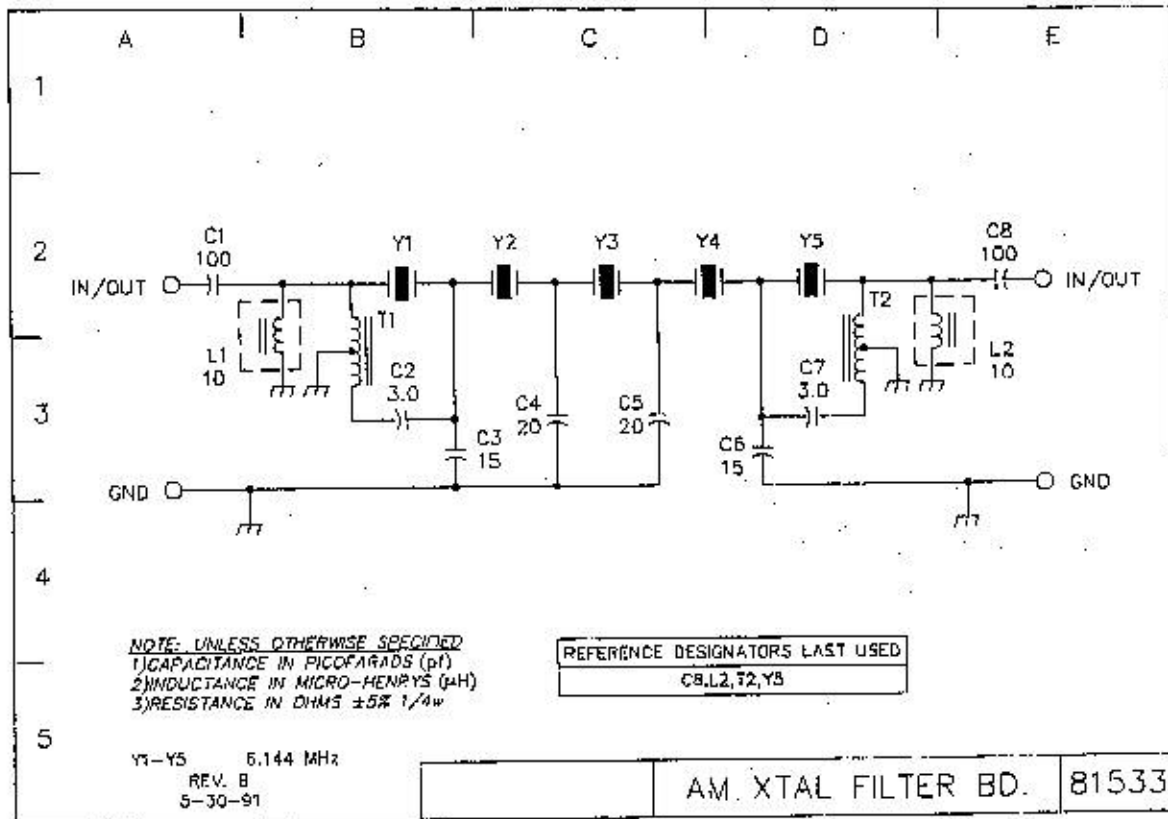 A B C D E
1
2
3
4
5
C1
100
Y1
Y2
Y3
Y4
Y5
C8
100
IN/OUT
IN/OUT
L1
10
T1
C2
3.0
C3
15
C4
20
C5
20
C6
15
C7
3.0
T2
L2
10
GND
GND
NOTE: UNLESS OTHERWISE SPECIFIED
1)CAPACITANCE IN PICOFARADS (pf)
2)INDUCTANCE IN MICRO-HENRYS (µH)
3)RESISTANCE IN OHMS ±5% 1/4w
REFERENCE DESIGNATORS LAST USED
C8,L2,T2,Y5
Y1-Y5 6.144 MHz
REV. B
5-30-91
AM. XTAL FILTER BD.
81533